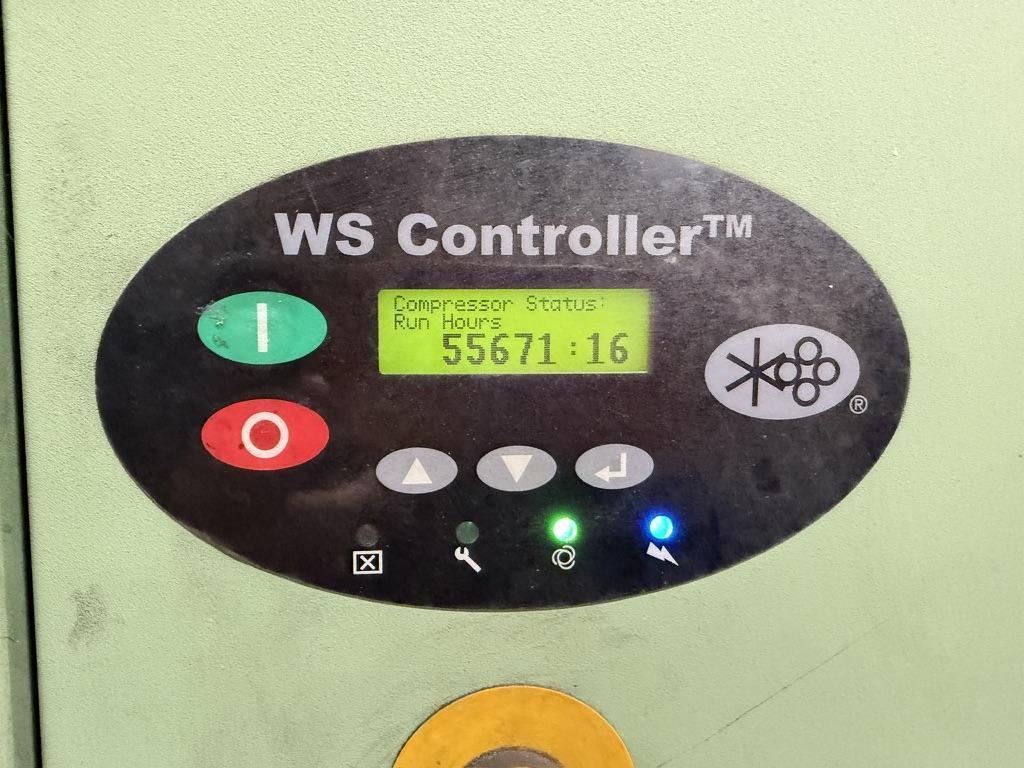 WS Controller™
Compressor Status:
Run Hours
55671:16
®